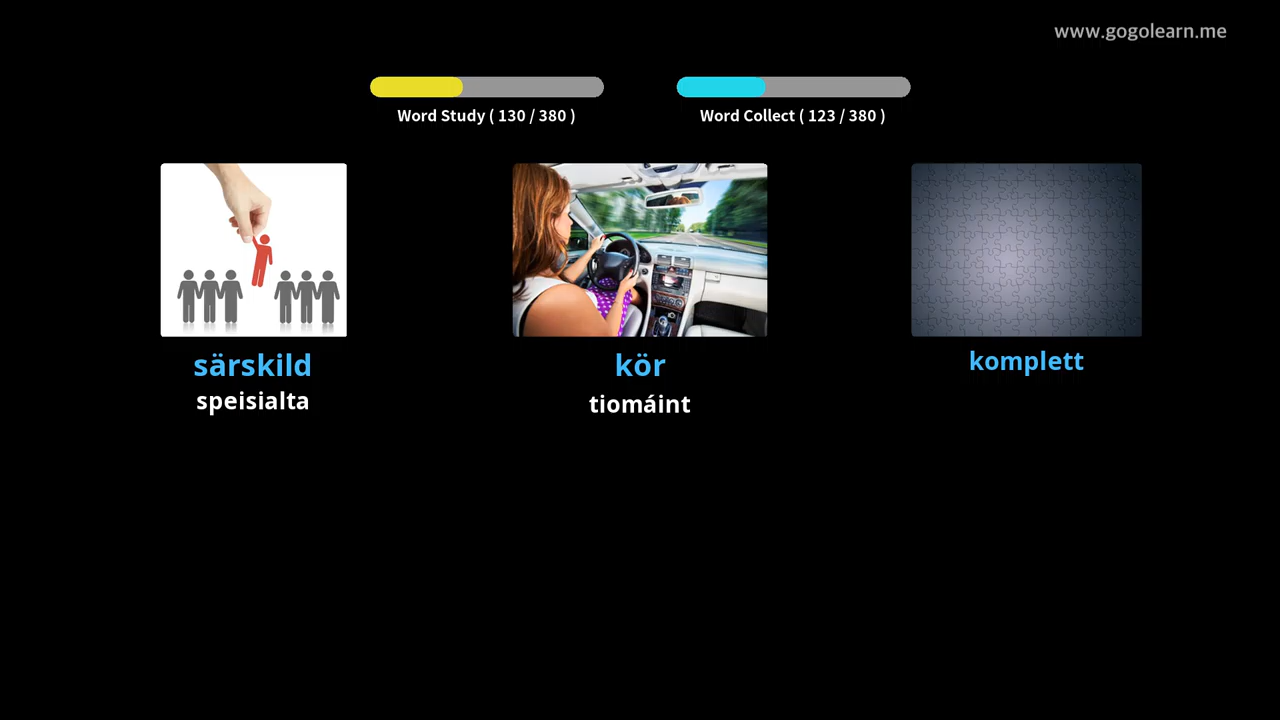 www.gogolearn.me
Word Study ( 130 / 380 )
Word Collect ( 123 / 380 )
särskild
speisialta
kör
tiomáint
komplett